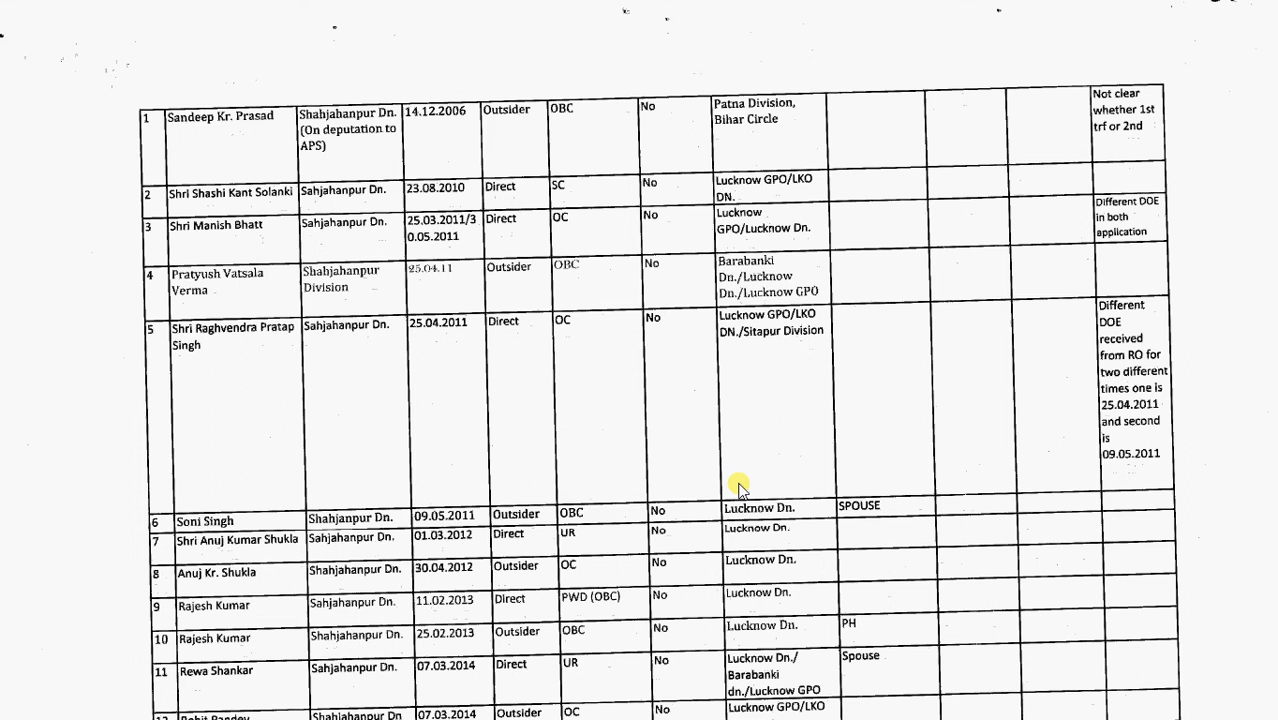 1 Sandeep Kr. Prasad Shahjahanpur Dn. (On deputation to APS) 14.12.2006 Outsider OBC No Patna Division, Bihar Circle Not clear whether 1st trf or 2nd
2 Shri Shashi Kant Solanki Sahjahanpur Dn. 23.08.2010 Direct SC No Lucknow GPO/LKO DN.
3 Shri Manish Bhatt Sahjahanpur Dn. 25.03.2011/30.05.2011 Direct OC No Lucknow GPO/Lucknow Dn. Different DOE in both application
4 Pratyush Vatsala Verma Shahjahanpur Division 25.04.11 Outsider OBC No Barabanki Dn./Lucknow Dn./Lucknow GPO
5 Shri Raghvendra Pratap Singh Sahjahanpur Dn. 25.04.2011 Direct OC No Lucknow GPO/LKO DN./Sitapur Division Different DOE received from RO for two different times one is 25.04.2011 and second is 09.05.2011
6 Soni Singh Shahjanpur Dn. 09.05.2011 Outsider OBC No Lucknow Dn. SPOUSE
7 Shri Anuj Kumar Shukla Sahjahanpur Dn. 01.03.2012 Direct UR No Lucknow Dn.
8 Anuj Kr. Shukla Shahjahanpur Dn. 30.04.2012 Outsider OC No Lucknow Dn.
9 Rajesh Kumar Sahjahanpur Dn. 11.02.2013 Direct PWD (OBC) No Lucknow Dn.
10 Rajesh Kumar Shahjahanpur Dn. 25.02.2013 Outsider OBC No Lucknow Dn. PH
11 Rewa Shankar Sahjahanpur Dn. 07.03.2014 Direct UR No Lucknow Dn./ Barabanki dn./Lucknow GPO Spouse
Shahjahanpur Dn 07.03.2014 Outsider OC No Lucknow GPO/LKO